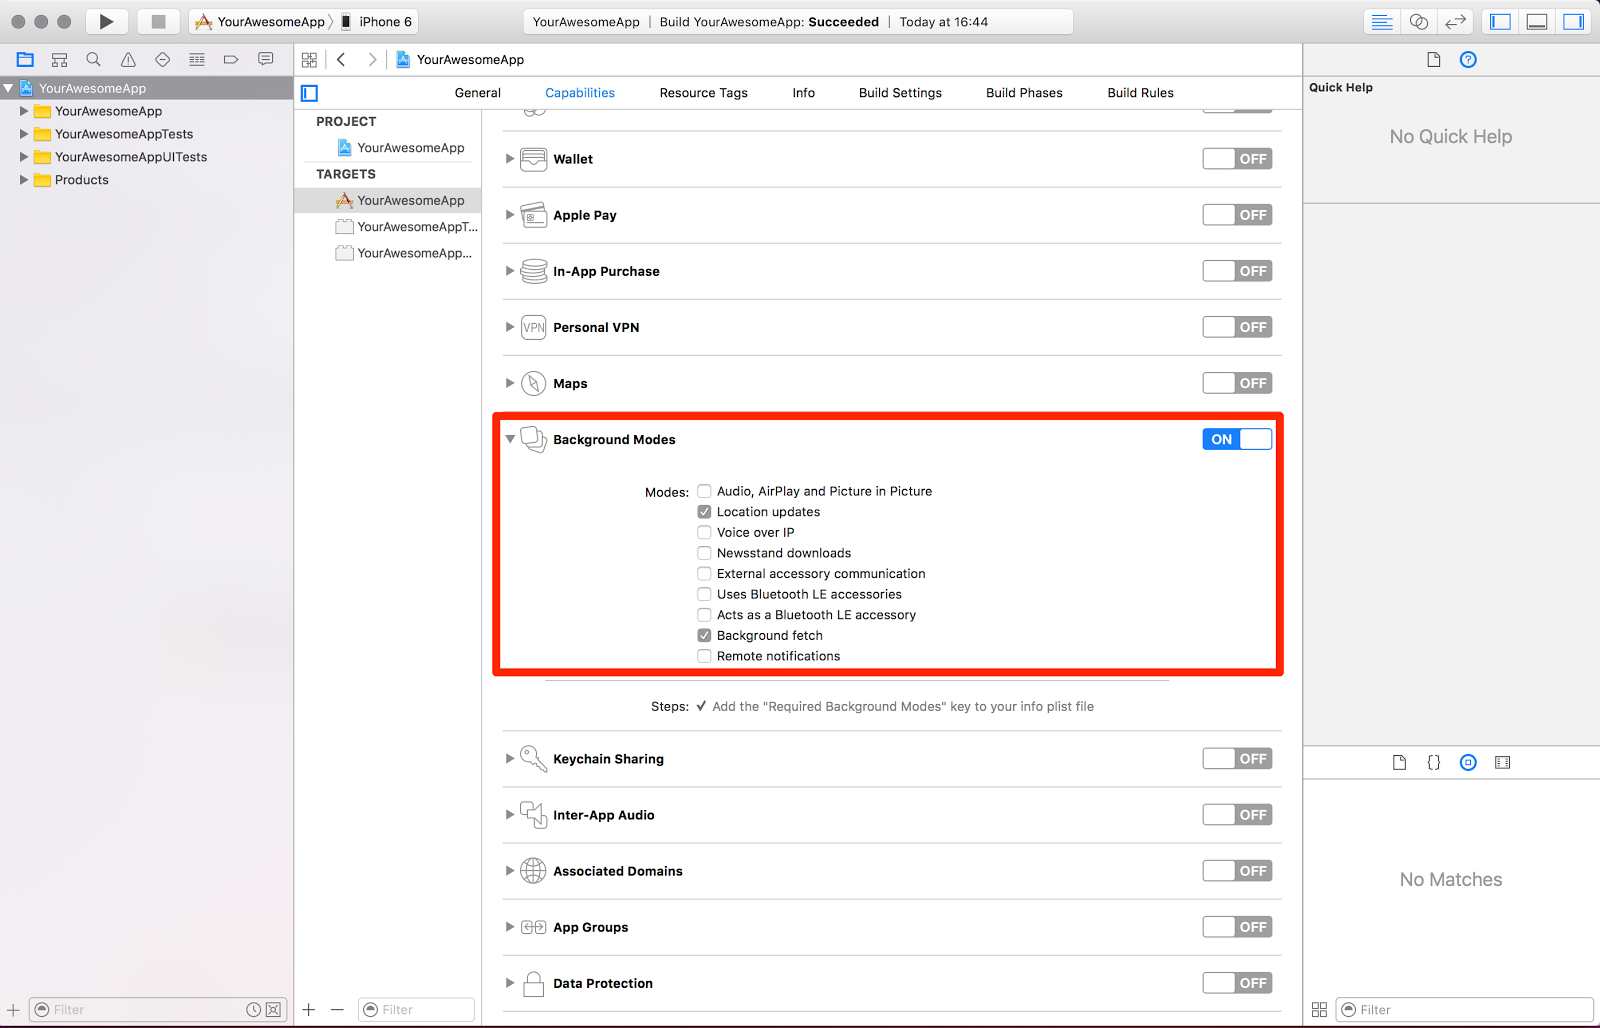 YourAwesomeApp iPhone 6
YourAwesomeApp | Build YourAwesomeApp: Succeeded | Today at 16:44
YourAwesomeApp
YourAwesomeApp
YourAwesomeAppTests
YourAwesomeAppUITests
Products
Filter
YourAwesomeApp
General Capabilities Resource Tags Info Build Settings Build Phases Build Rules
PROJECT
YourAwesomeApp
TARGETS
YourAwesomeApp
YourAwesomeAppT...
YourAwesomeApp...
Filter
Wallet OFF
Apple Pay OFF
In-App Purchase OFF
VPN Personal VPN OFF
Maps OFF
Background Modes ON
Modes: Audio, AirPlay and Picture in Picture
Location updates
Voice over IP
Newsstand downloads
External accessory communication
Uses Bluetooth LE accessories
Acts as a Bluetooth LE accessory
Background fetch
Remote notifications
Steps: ✓ Add the "Required Background Modes" key to your info plist file
Keychain Sharing OFF
Inter-App Audio OFF
Associated Domains OFF
App Groups OFF
Data Protection OFF
Quick Help
No Quick Help
{}
No Matches
Filter